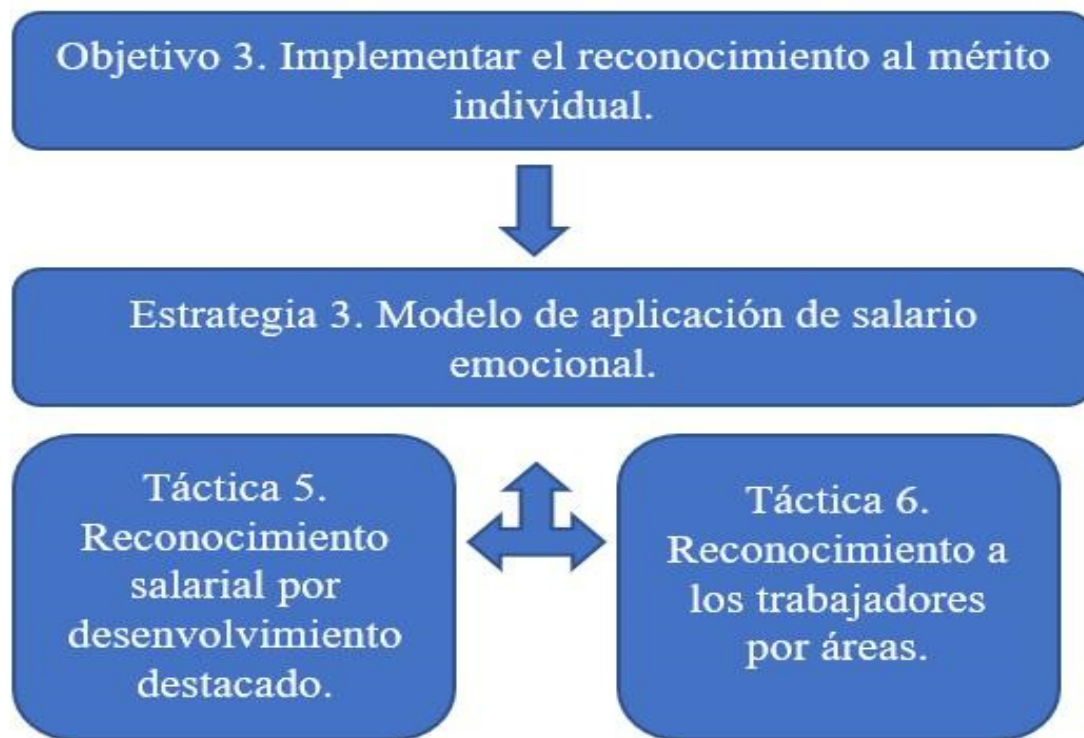 Objetivo 3. Implementar el reconocimiento al mérito
individual.
Estrategia 3. Modelo de aplicación de salario
emocional.
Táctica 5.
Reconocimiento
salarial por
desenvolvimiento
destacado.
Táctica 6.
Reconocimiento a
los trabajadores
por áreas.